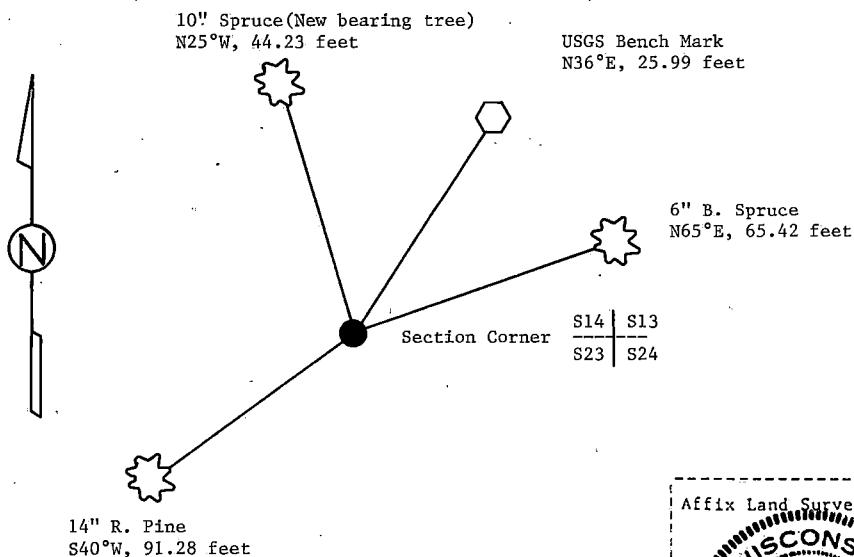 10" Spruce(New bearing tree)
N25°W, 44.23 feet
USGS Bench Mark
N36°E, 25.99 feet
6" B. Spruce
N65°E, 65.42 feet
N
Section Corner
S14 | S13
S23 | S24
14" R. Pine
S40°W, 91.28 feet
Affix Land Surve
ISCONS